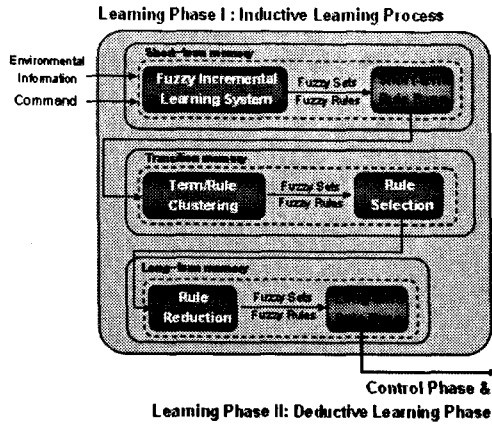 Learning Phase I : Inductive Learning Process
Short-term memory
Environmental
Information
Command
Fuzzy Incremental
Learning System
Fuzzy Sets
Fuzzy Rules
Transition memory
Term/Rule
Clustering
Fuzzy Sets
Fuzzy Rules
Rule
Selection
Long-term memory
Rule
Reduction
Fuzzy Sets
Fuzzy Rules
Control Phase &
Learning Phase II: Deductive Learning Phase